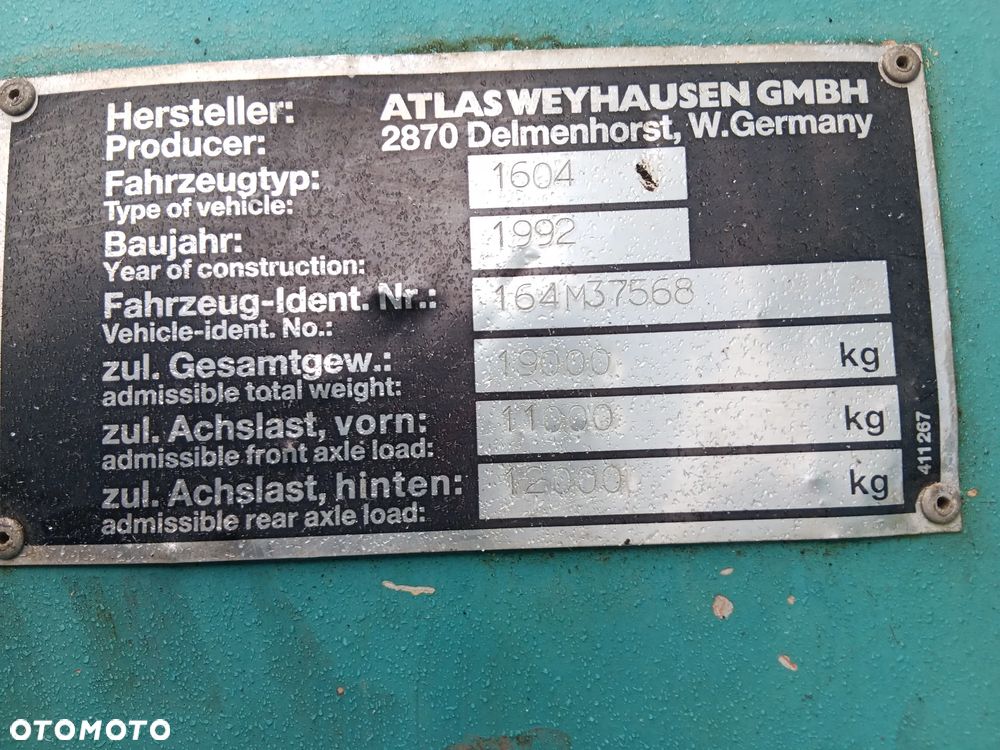 Hersteller: ATLAS WEYHAUSEN GMBH
Producer: 2870 Delmenhorst, W.Germany
Fahrzeugtyp: 1604
Type of vehicle:
Baujahr: 1992
Year of construction:
Fahrzeug-Ident. Nr.: 164M37568
Vehicle-ident. No.:
zul. Gesamtgew.: 19000 kg
admissible total weight:
zul. Achslast, vorn: 11000 kg
admissible front axle load:
zul. Achslast, hinten: 12000 kg
admissible rear axle load:
411267
OTOMOTO